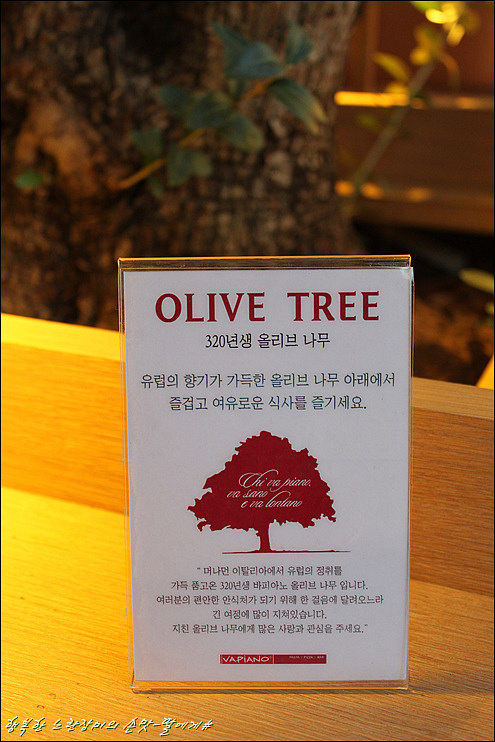 OLIVE TREE
320년생 올리브 나무
유럽의 향기가 가득한 올리브 나무 아래에서
즐겁고 여유로운 식사를 즐기세요.
Chi va piano,
va sano
e va lontano
" 머나먼 이탈리아에서 유럽의 정취를
가득 품고온 320년생 바피아노 올리브 나무 입니다.
여러분의 편안한 안식처가 되기 위해 한 걸음에 달려오느라
긴 여정에 많이 지쳐있습니다.
지친 올리브 나무에게 많은 사랑과 관심을 주세요."
VAPIANO
PASTA · PIZZA · BAR